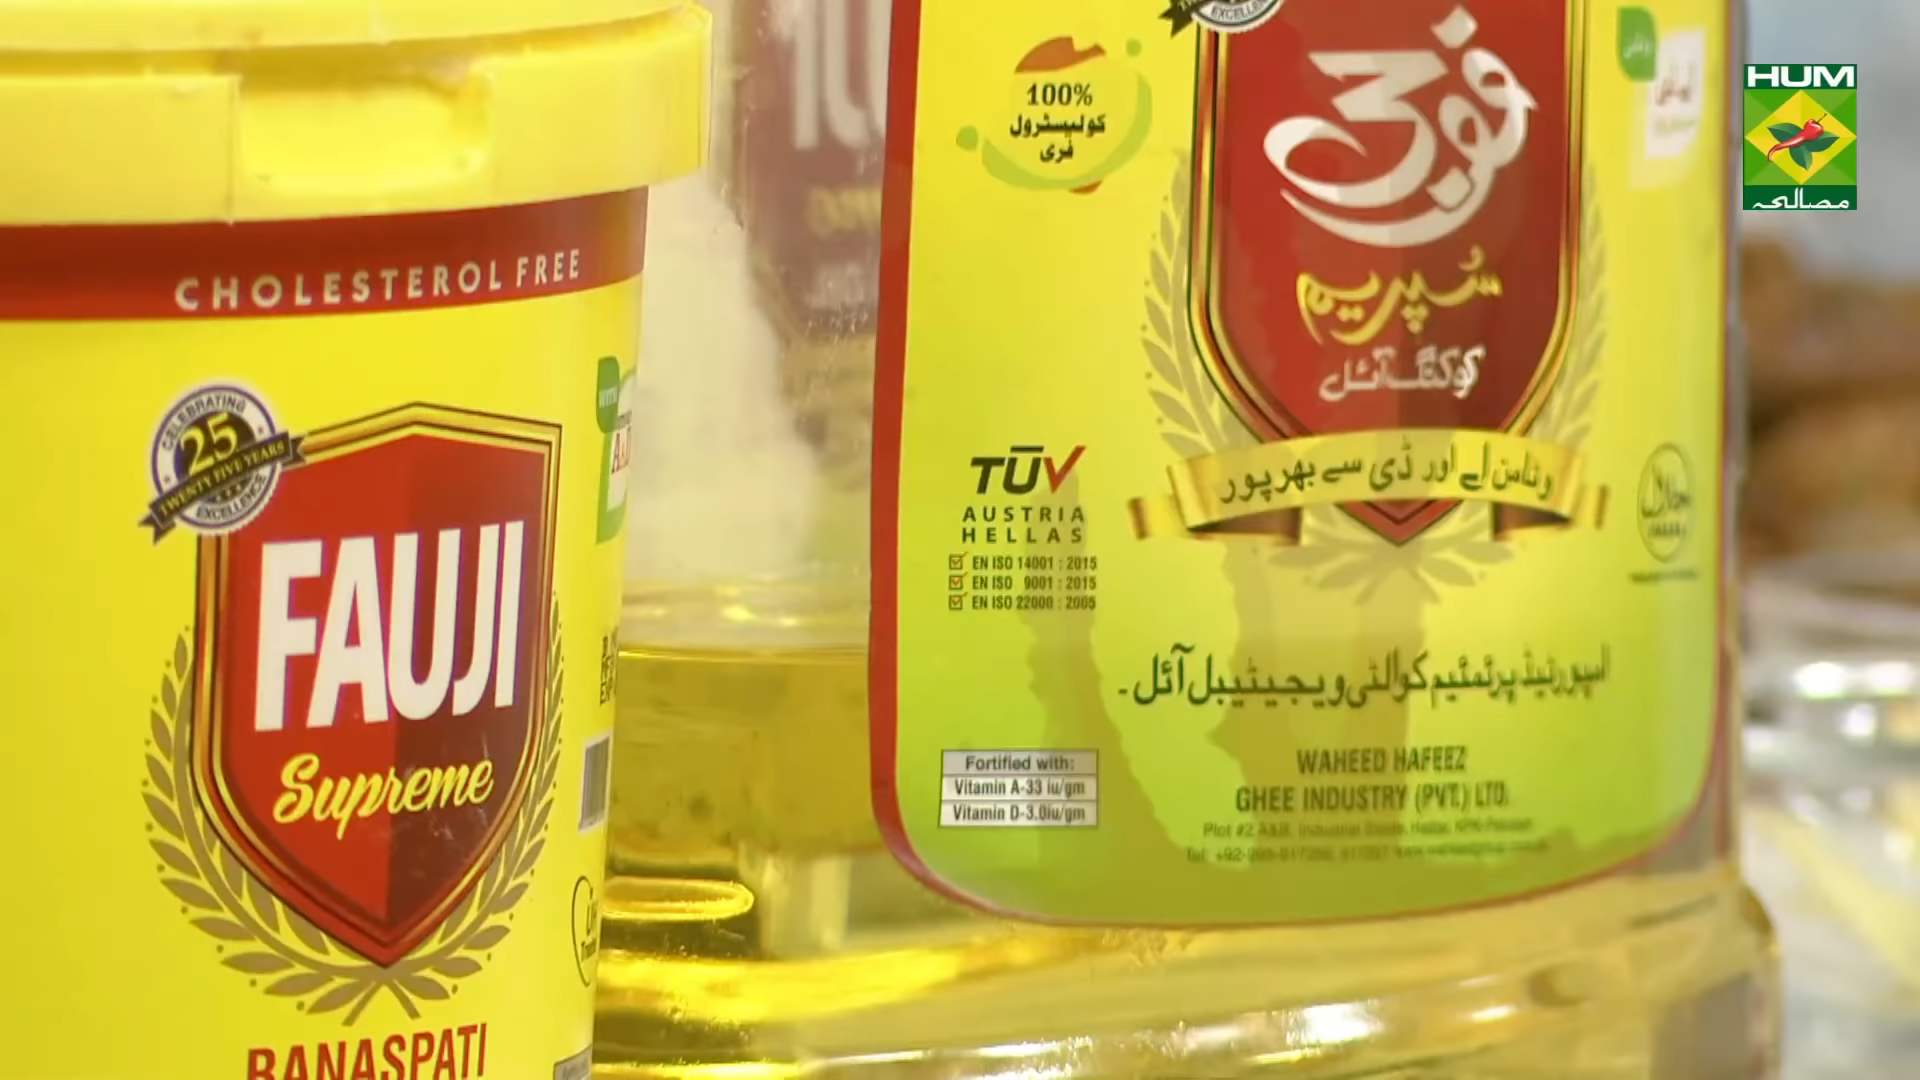 CHOLESTEROL FREE
CELEBRATING
25
TWENTY FIVE YEARS
EXCELLENCE
FAUJI
Supreme
BANASPATI
WITH
100%
کولیسٹرول
فری
فوجی
سُپریم
کوکنگ آئل
وٹامن اے اور ڈی سے بھرپور
TÜV
AUSTRIA
HELLAS
EN ISO 14001 : 2015
EN ISO 9001 : 2015
EN ISO 22000 : 2005
امپورٹیڈ پرئمئیم کوالٹی ویجیٹیبل آئل۔
Fortified with:
Vitamin A-33 iu/gm
Vitamin D-3.0iu/gm
WAHEED HAFEEZ
GHEE INDUSTRY (PVT.) LTD.
HUM
مصالحہ